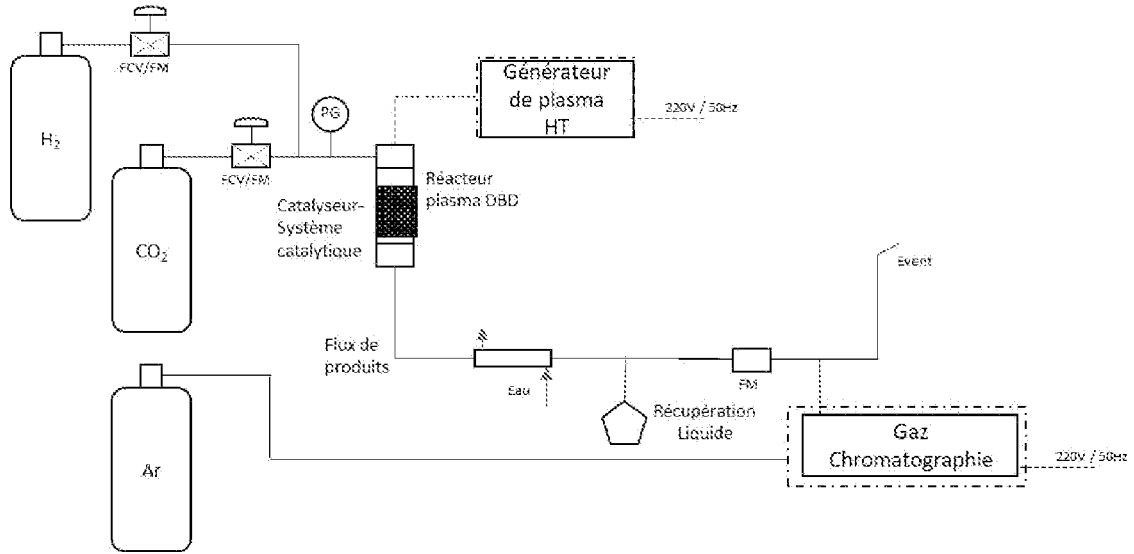 H2
FCV/FM
CO2
FCV/FM
PG
Générateur
de plasma
HT
220V / 50Hz
Réacteur
plasma DBD
Catalyseur-
Système
catalytique
Flux de
produits
Eau
Récupération
Liquide
FM
Event
Ar
Gaz
Chromatographie
220V / 50Hz